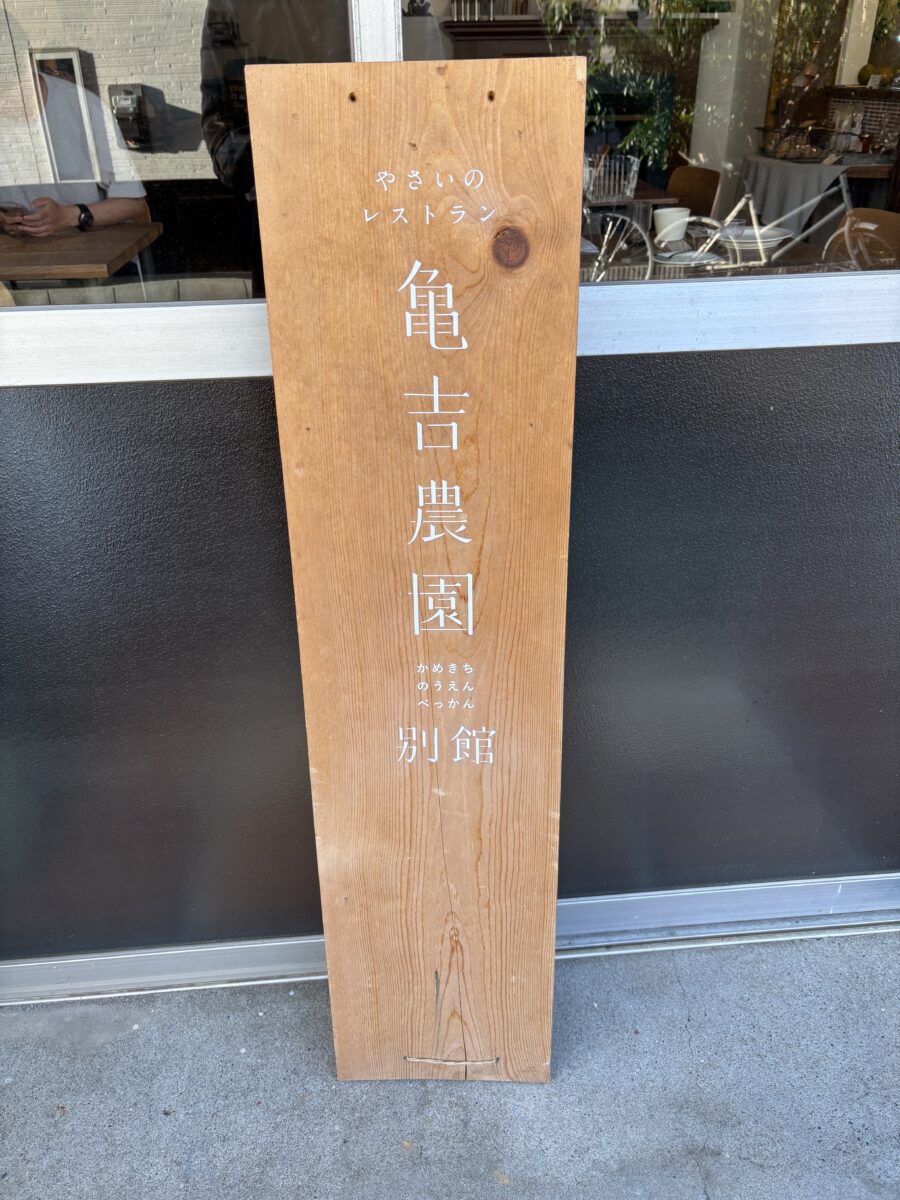 やさいの
レストラン
亀吉農園
かめきち
のうえん
べっかん
別館